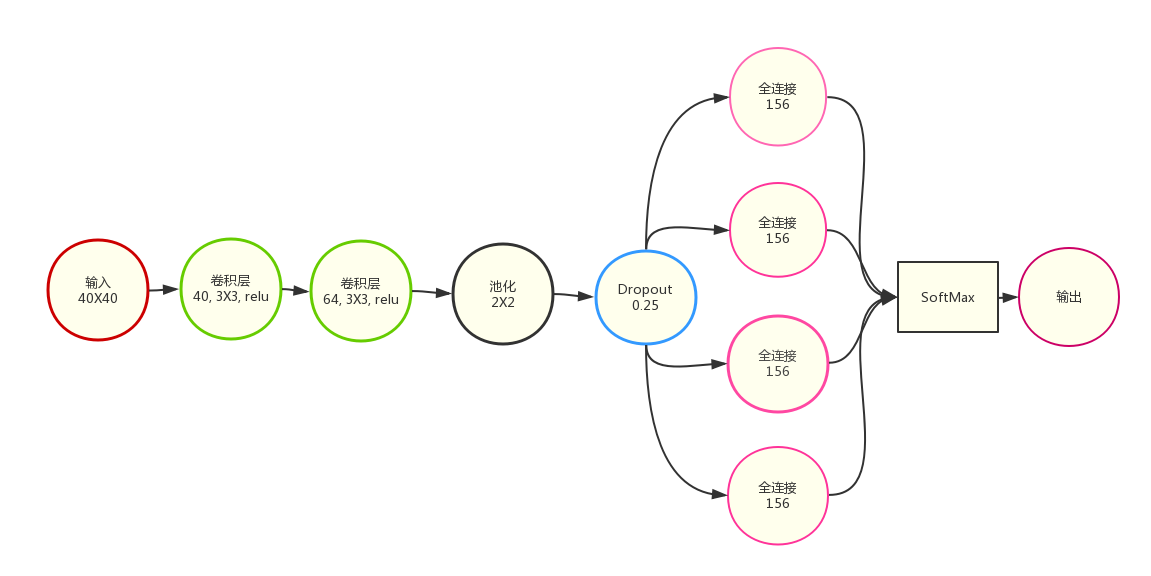 输入
40X40
卷积层
40, 3X3, relu
卷积层
64, 3X3, relu
池化
2X2
Dropout
0.25
全连接
156
全连接
156
全连接
156
全连接
156
SoftMax
输出